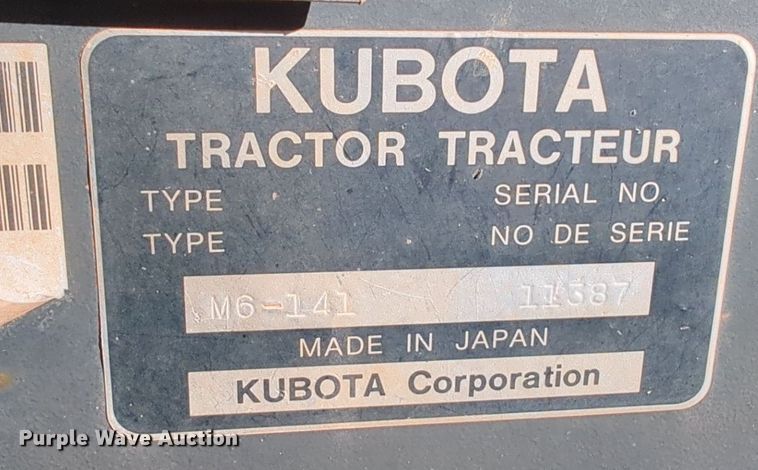 KUBOTA
TRACTOR TRACTEUR
TYPE SERIAL NO.
TYPE NO DE SERIE
M6-141 11387
MADE IN JAPAN
KUBOTA Corporation
Purple Wave Auction